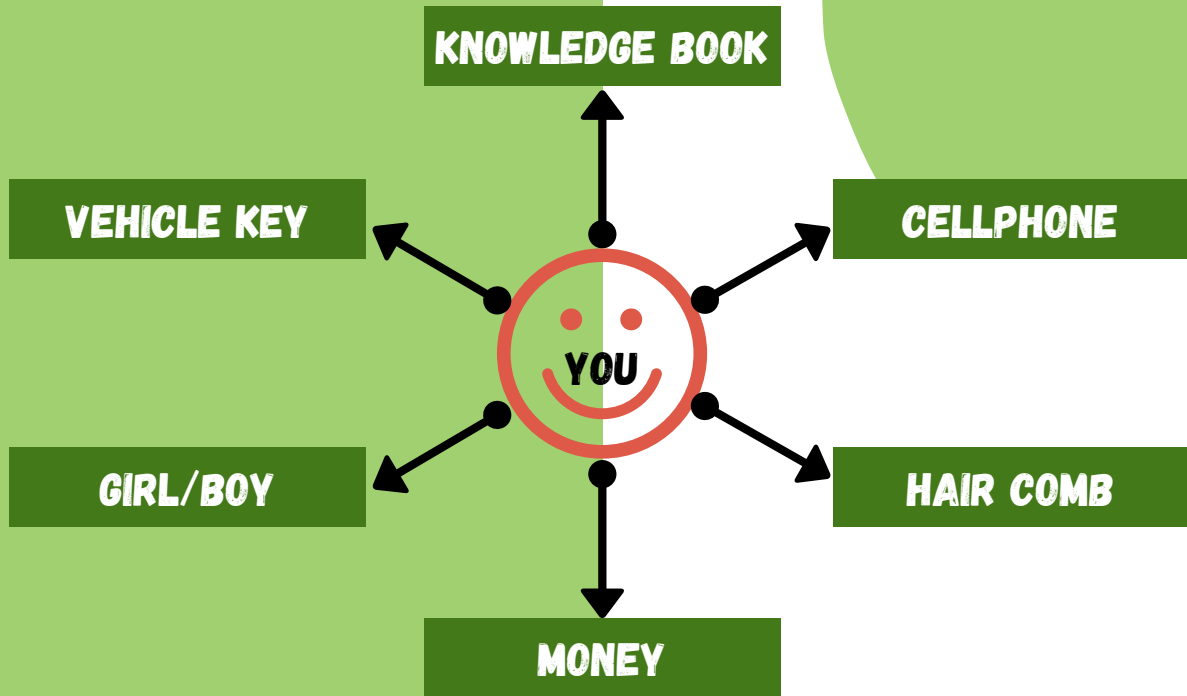 KNOWLEDGE BOOK
VEHICLE KEY
CELLPHONE
YOU
GIRL/BOY
HAIR COMB
MONEY